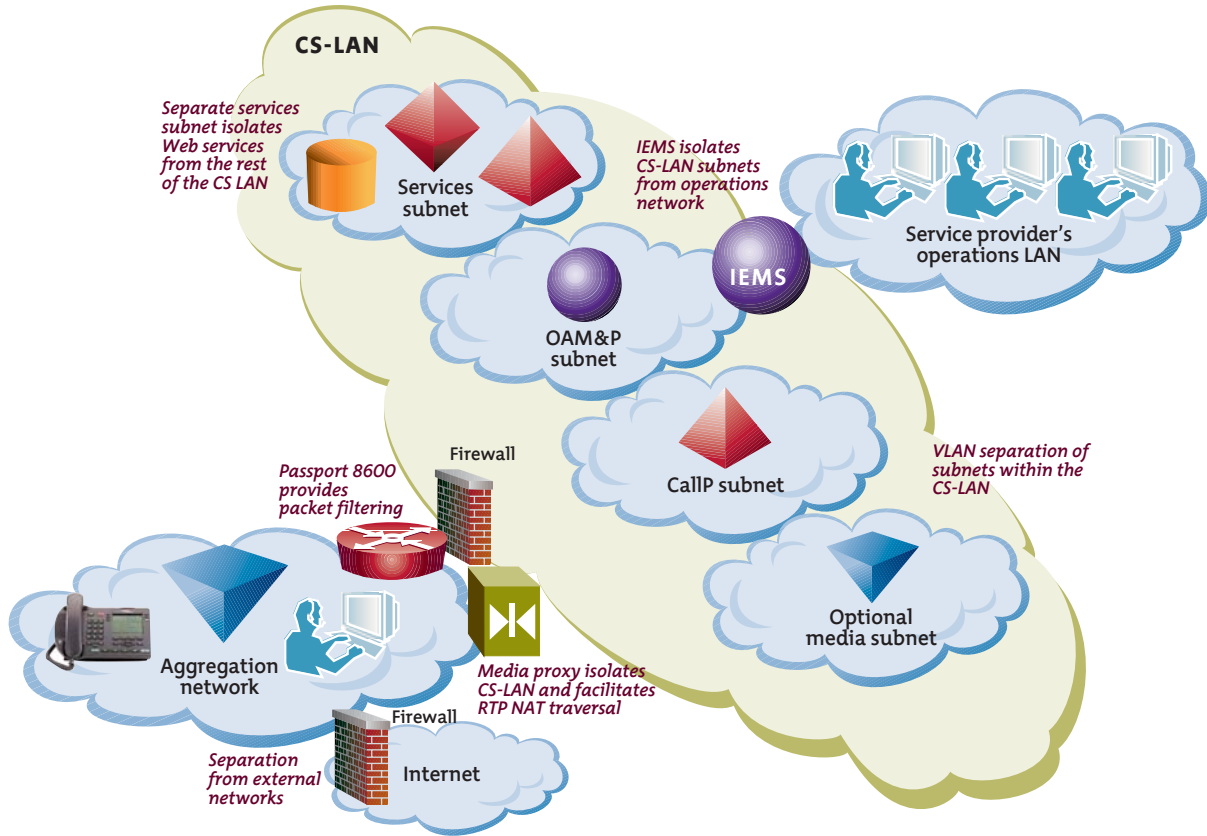 CS-LAN
Separate services
subnet isolates
Web services
from the rest
of the CS LAN
Services
subnet
IEMS isolates
CS-LAN subnets
from operations
network
IEMS
Service provider's
operations LAN
OAM&P
subnet
CallP subnet
VLAN separation of
subnets within the
CS-LAN
Optional
media subnet
Firewall
Passport 8600
provides
packet filtering
Aggregation
network
Media proxy isolates
CS-LAN and facilitates
RTP NAT traversal
Firewall
Separation
from external
networks
Internet